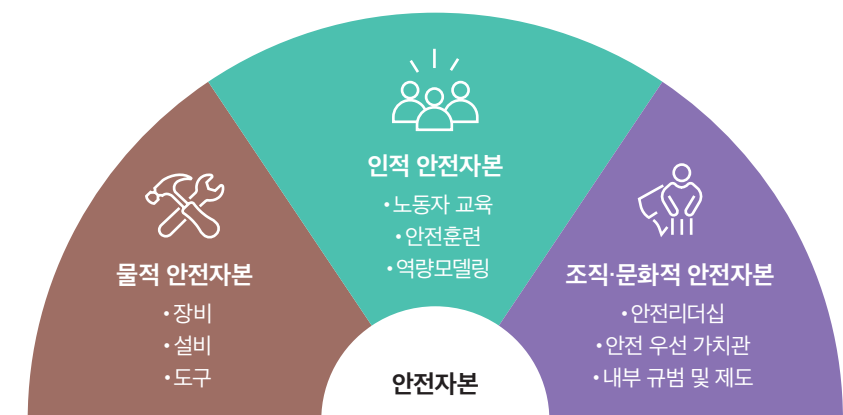 물적 안전자본
•장비
•설비
•도구
인적 안전자본
•노동자 교육
•안전훈련
•역량모델링
조직·문화적 안전자본
•안전리더십
•안전 우선 가치관
•내부 규범 및 제도
안전자본